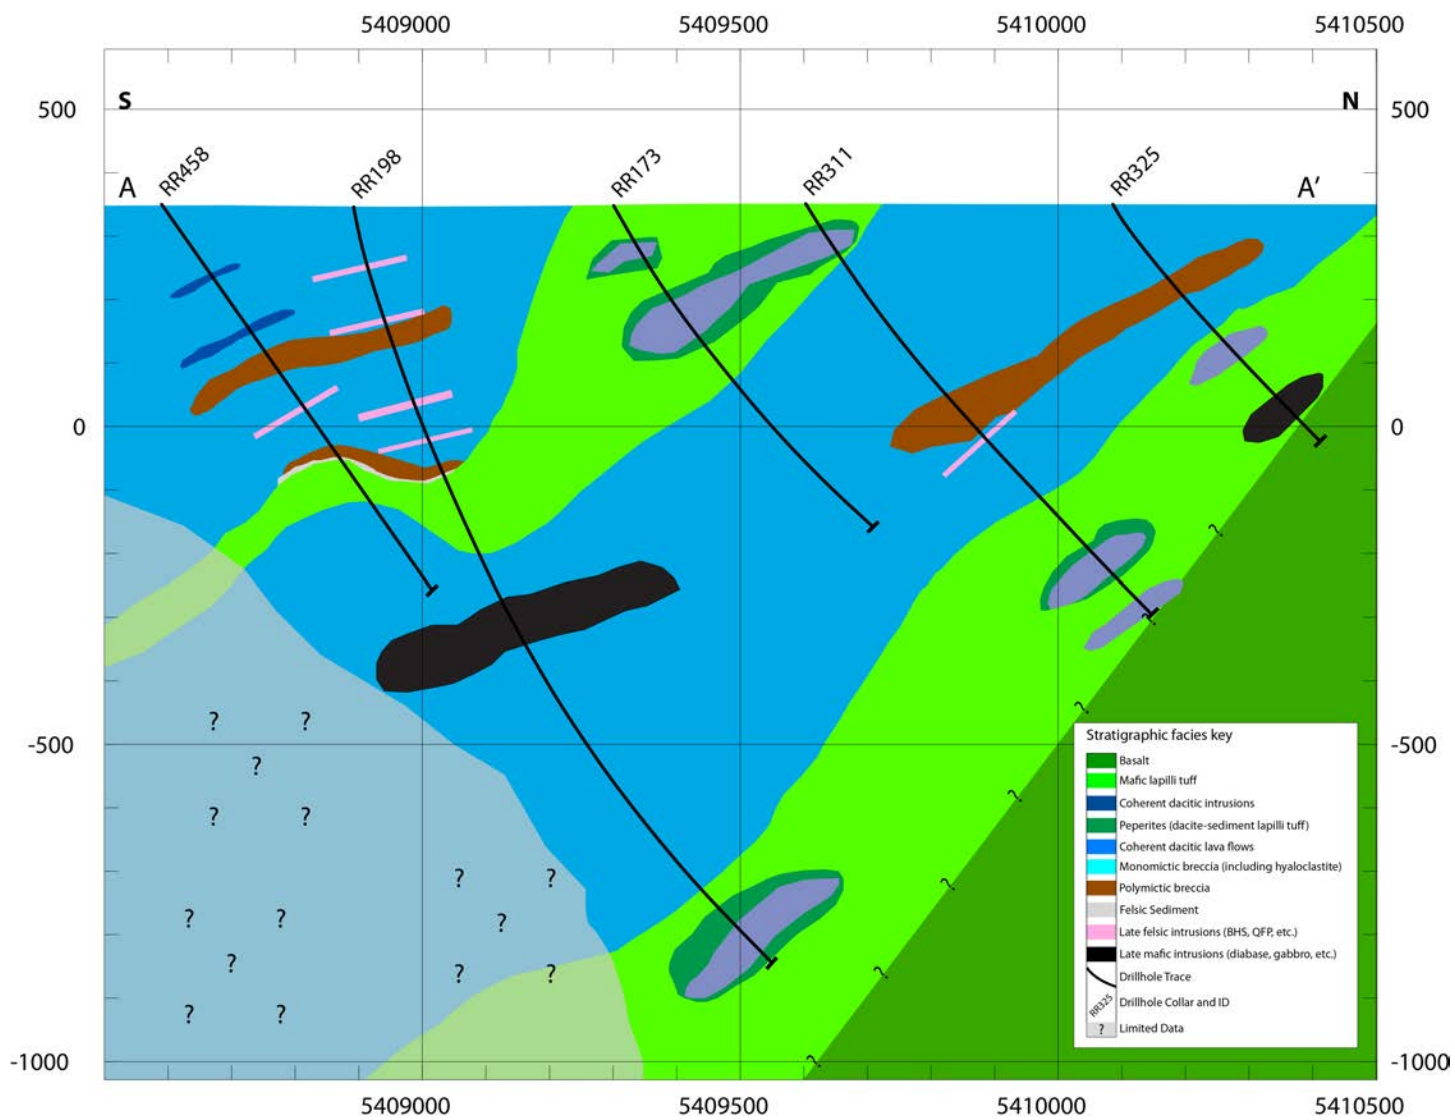 5409000 5409500 5410000 5410500
500 S N 500
A RR458 RR198 RR173 RR311 RR325 A'
0 0
? ?
?
? ?
? ?
? ? ?
? ?
? ?
? ?
-500 -500
-1000 -1000
5409000 5409500 5410000 5410500
Stratigraphic facies key
Basalt
Mafic lapilli tuff
Coherent dacitic intrusions
Peperites (dacite-sediment lapilli tuff)
Coherent dacitic lava flows
Monomictic breccia (including hyaloclastite)
Polymictic breccia
Felsic Sediment
Late felsic intrusions (BHS, QFP, etc.)
Late mafic intrusions (diabase, gabbro, etc.)
Drillhole Trace
RR325 Drillhole Collar and ID
? Limited Data